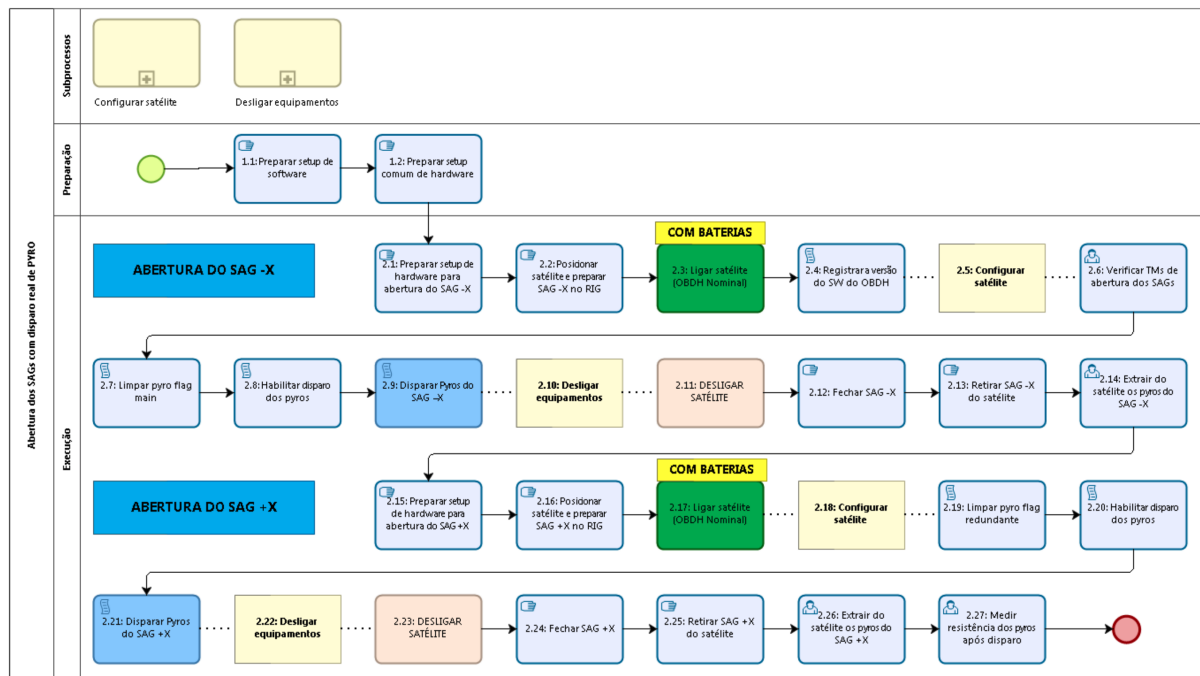 Abertura dos SAGs com disparo real de PYRO
Subprocessos
Configurar satélite
Desligar equipamentos
Preparação
1.1: Preparar setup de
software
1.2: Preparar setup
comum de hardware
Execução
ABERTURA DO SAG -X
2.1: Preparar setup de
hardware para
abertura do SAG -X
2.2: Posicionar
satélite e preparar
SAG -X no RIG
COM BATERIAS
2.3: Ligar satélite
(OBDH Nominal)
2.4: Registrar a versão
do SW do OBDH
2.5: Configurar
satélite
2.6: Verificar TMs de
abertura dos SAGs
2.7: Limpar pyro flag
main
2.8: Habilitar disparo
dos pyros
2.9: Disparar Pyros do
SAG -X
2.10: Desligar
equipamentos
2.11: DESLIGAR
SATÉLITE
2.12: Fechar SAG -X
2.13: Retirar SAG -X
do satélite
2.14: Extrair do
satélite os pyros do
SAG -X
ABERTURA DO SAG +X
2.15: Preparar setup
de hardware para
abertura do SAG +X
2.16: Posicionar
satélite e preparar
SAG +X no RIG
COM BATERIAS
2.17: Ligar satélite
(OBDH Nominal)
2.18: Configurar
satélite
2.19: Limpar pyro flag
redundante
2.20: Habilitar disparo
dos pyros
2.21: Disparar Pyros
do SAG +X
2.22: Desligar
equipamentos
2.23: DESLIGAR
SATÉLITE
2.24: Fechar SAG +X
2.25: Retirar SAG +X
do satélite
2.26: Extrair do
satélite os pyros do
SAG +X
2.27: Medir
resistência dos pyros
após disparo